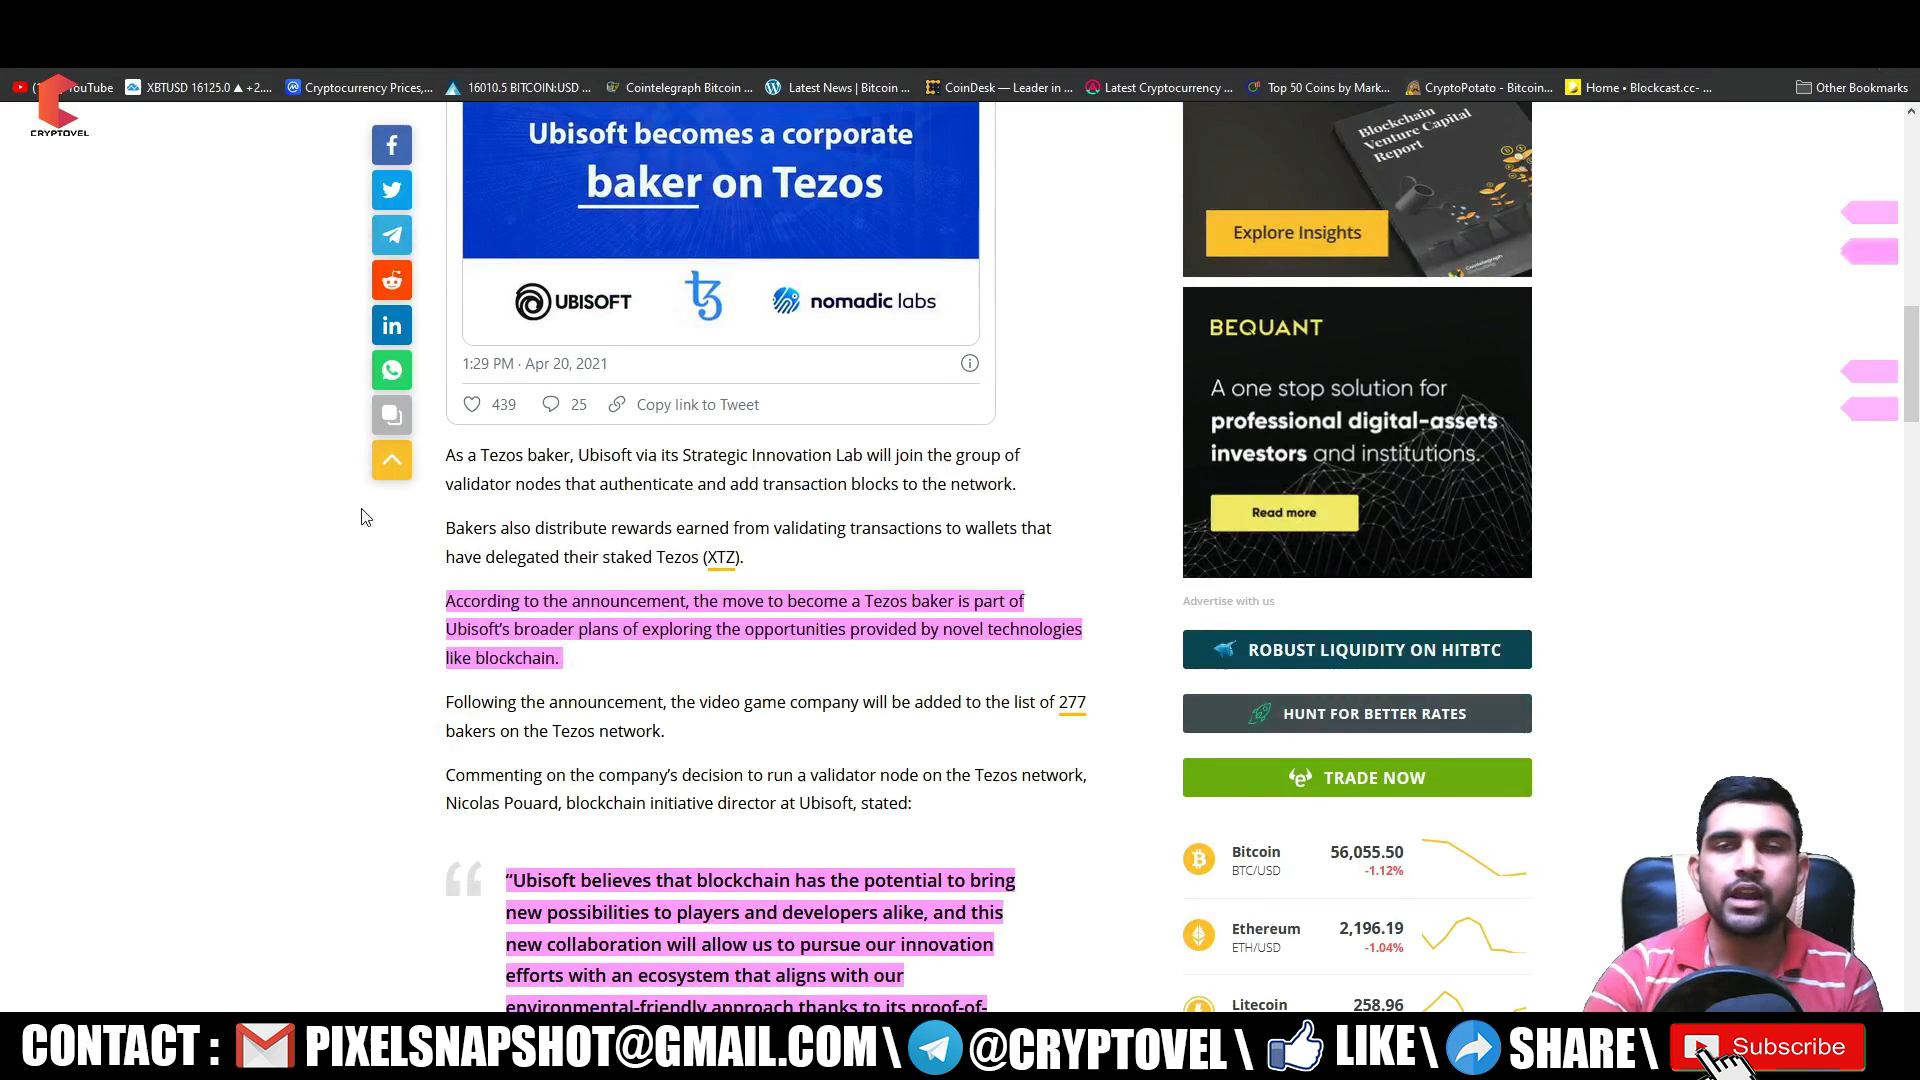 YouTube
XBTUSD 16125.0 ▲ +2....
Cryptocurrency Prices,...
16010.5 BITCOIN:USD ...
Cointelegraph Bitcoin ...
Latest News | Bitcoin ...
CoinDesk — Leader in ...
Latest Cryptocurrency ...
Top 50 Coins by Mark...
CryptoPotato - Bitcoin...
Home • Blockcast.cc- ...
Other Bookmarks
CRYPTOVEL
Ubisoft becomes a corporate
baker on Tezos
UBISOFT
nomadic labs
1:29 PM · Apr 20, 2021
439
25
Copy link to Tweet
As a Tezos baker, Ubisoft via its Strategic Innovation Lab will join the group of
validator nodes that authenticate and add transaction blocks to the network.
Bakers also distribute rewards earned from validating transactions to wallets that
have delegated their staked Tezos (XTZ).
According to the announcement, the move to become a Tezos baker is part of
Ubisoft's broader plans of exploring the opportunities provided by novel technologies
like blockchain.
Following the announcement, the video game company will be added to the list of 277
bakers on the Tezos network.
Commenting on the company's decision to run a validator node on the Tezos network,
Nicolas Pouard, blockchain initiative director at Ubisoft, stated:
“Ubisoft believes that blockchain has the potential to bring
new possibilities to players and developers alike, and this
new collaboration will allow us to pursue our innovation
efforts with an ecosystem that aligns with our
environmental-friendly approach thanks to its proof-of-
Blockchain
Venture Capital
Report
Explore Insights
BEQUANT
A one stop solution for
professional digital-assets
investors and institutions.
Read more
Advertise with us
ROBUST LIQUIDITY ON HITBTC
HUNT FOR BETTER RATES
TRADE NOW
Bitcoin 56,055.50
BTC/USD -1.12%
Ethereum 2,196.19
ETH/USD -1.04%
Litecoin 258.96
CONTACT : PIXELSNAPSHOT@GMAIL.COM \ @CRYPTOVEL \ LIKE \ SHARE \ Subscribe